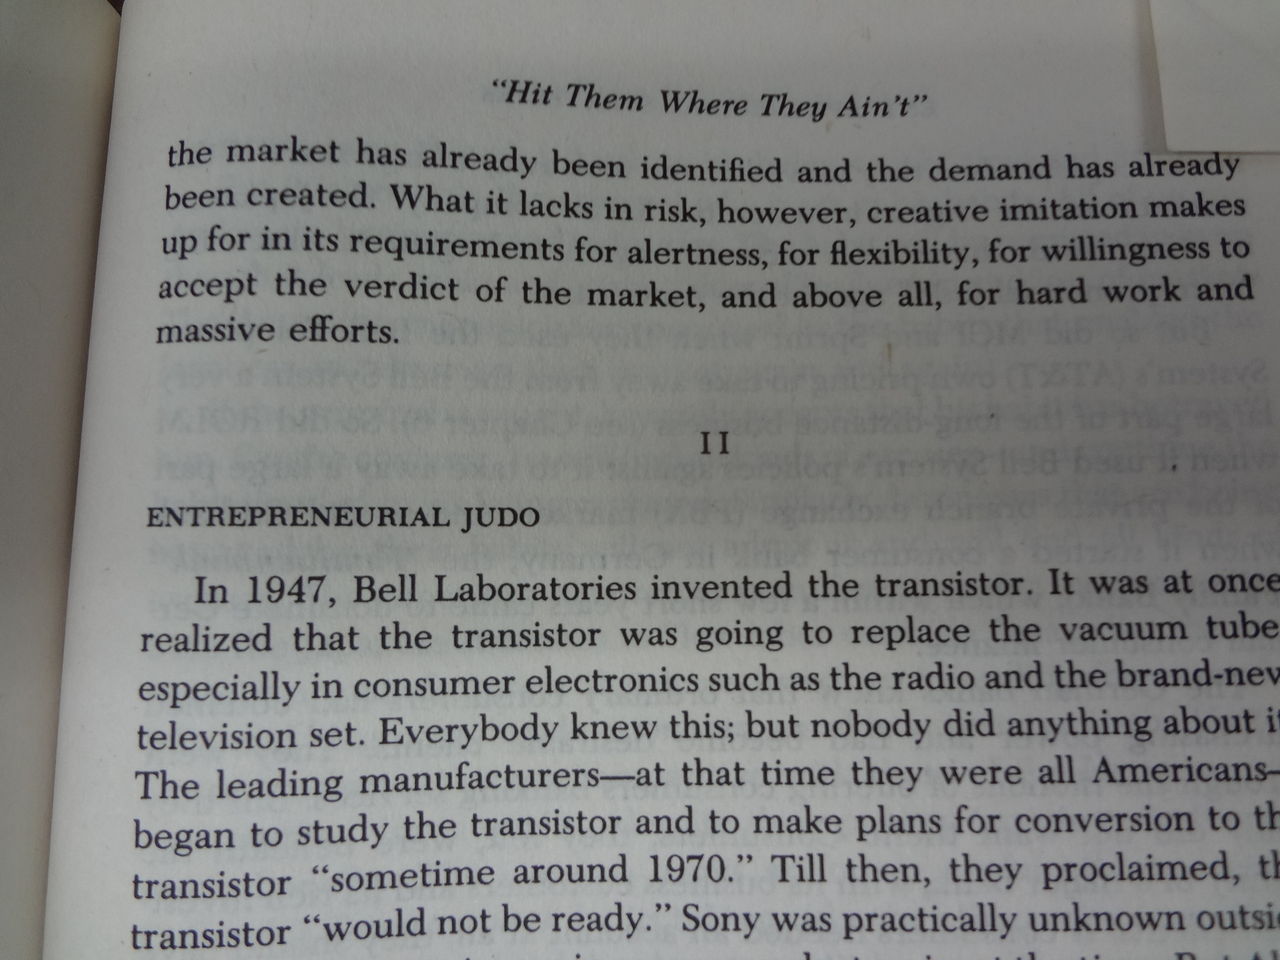 “Hit Them Where They Ain’t”
the market has already been identified and the demand has already
been created. What it lacks in risk, however, creative imitation makes
up for in its requirements for alertness, for flexibility, for willingness to
accept the verdict of the market, and above all, for hard work and
massive efforts.
II
ENTREPRENEURIAL JUDO
In 1947, Bell Laboratories invented the transistor. It was at once
realized that the transistor was going to replace the vacuum tube
especially in consumer electronics such as the radio and the brand-new
television set. Everybody knew this; but nobody did anything about it
The leading manufacturers—at that time they were all Americans—
began to study the transistor and to make plans for conversion to
transistor “sometime around 1970.” Till then, they proclaimed,
transistor “would not be ready.” Sony was practically unknown